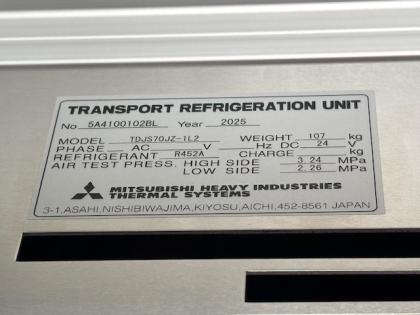 TRANSPORT REFRIGERATION UNIT
No 5A4100102BL Year 2025
MODEL TDJS70JZ-1L2 WEIGHT 107 kg
PHASE AC V Hz DC 24 V
REFRIGERANT R452A CHARGE kg
AIR TEST PRESS. HIGH SIDE 3.24 MPa
LOW SIDE 2.26 MPa
MITSUBISHI HEAVY INDUSTRIES
THERMAL SYSTEMS
3-1, ASAHI, NISHIBIWAJIMA, KIYOSU, AICHI, 452-8561 JAPAN